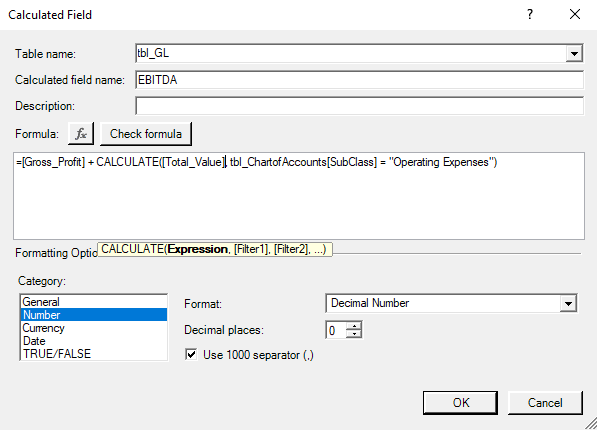 Calculated Field
?
Table name: tbl_GL
Calculated field name: EBITDA
Description:
Formula: fx Check formula
=[Gross_Profit] + CALCULATE([Total_Value], tbl_ChartofAccounts[SubClass] = "Operating Expenses")
Formatting Optio
CALCULATE(Expression, [Filter1], [Filter2], ...)
Category:
General
Number
Currency
Date
TRUE/FALSE
Format: Decimal Number
Decimal places: 0
Use 1000 separator (,)
OK Cancel